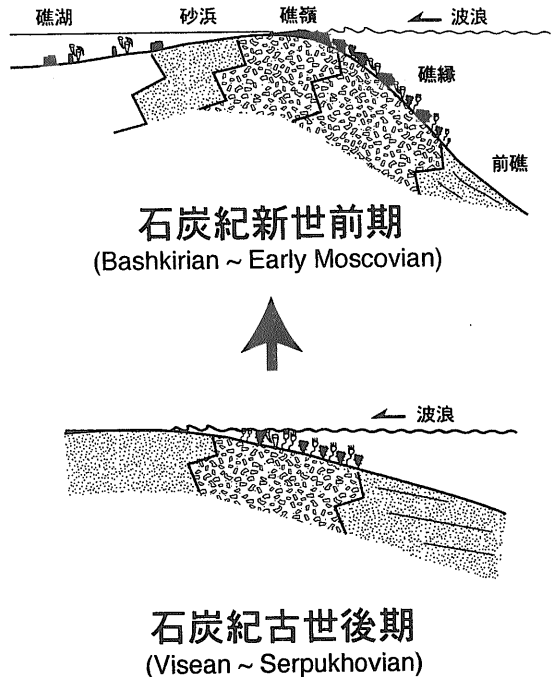 礁湖 砂浜 礁嶺 波浪
礁縁
前礁
石炭紀新世前期
(Bashkirian ~ Early Moscovian)
波浪
石炭紀古世後期
(Visean ~ Serpukhovian)